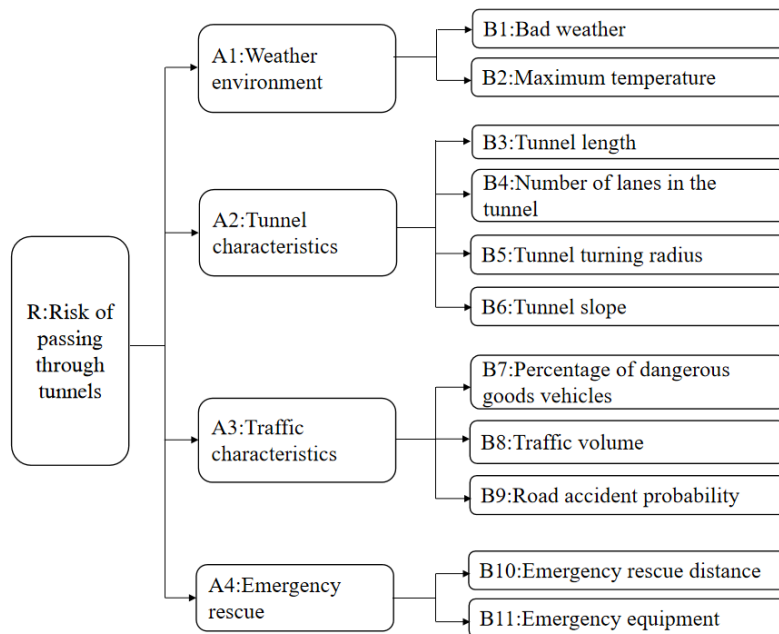 R:Risk of
passing
through
tunnels
A1:Weather
environment
B1:Bad weather
B2:Maximum temperature
A2:Tunnel
characteristics
B3:Tunnel length
B4:Number of lanes in the
tunnel
B5:Tunnel turning radius
B6:Tunnel slope
A3:Traffic
characteristics
B7:Percentage of dangerous
goods vehicles
B8:Traffic volume
B9:Road accident probability
A4:Emergency
rescue
B10:Emergency rescue distance
B11:Emergency equipment